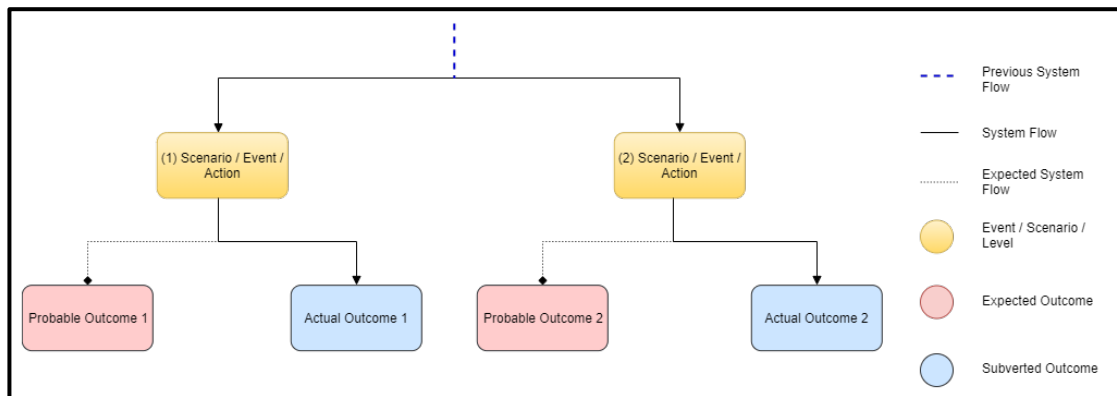 (1) Scenario / Event /
Action
(2) Scenario / Event /
Action
Probable Outcome 1
Actual Outcome 1
Probable Outcome 2
Actual Outcome 2
Previous System
Flow
System Flow
Expected System
Flow
Event / Scenario /
Level
Expected Outcome
Subverted Outcome